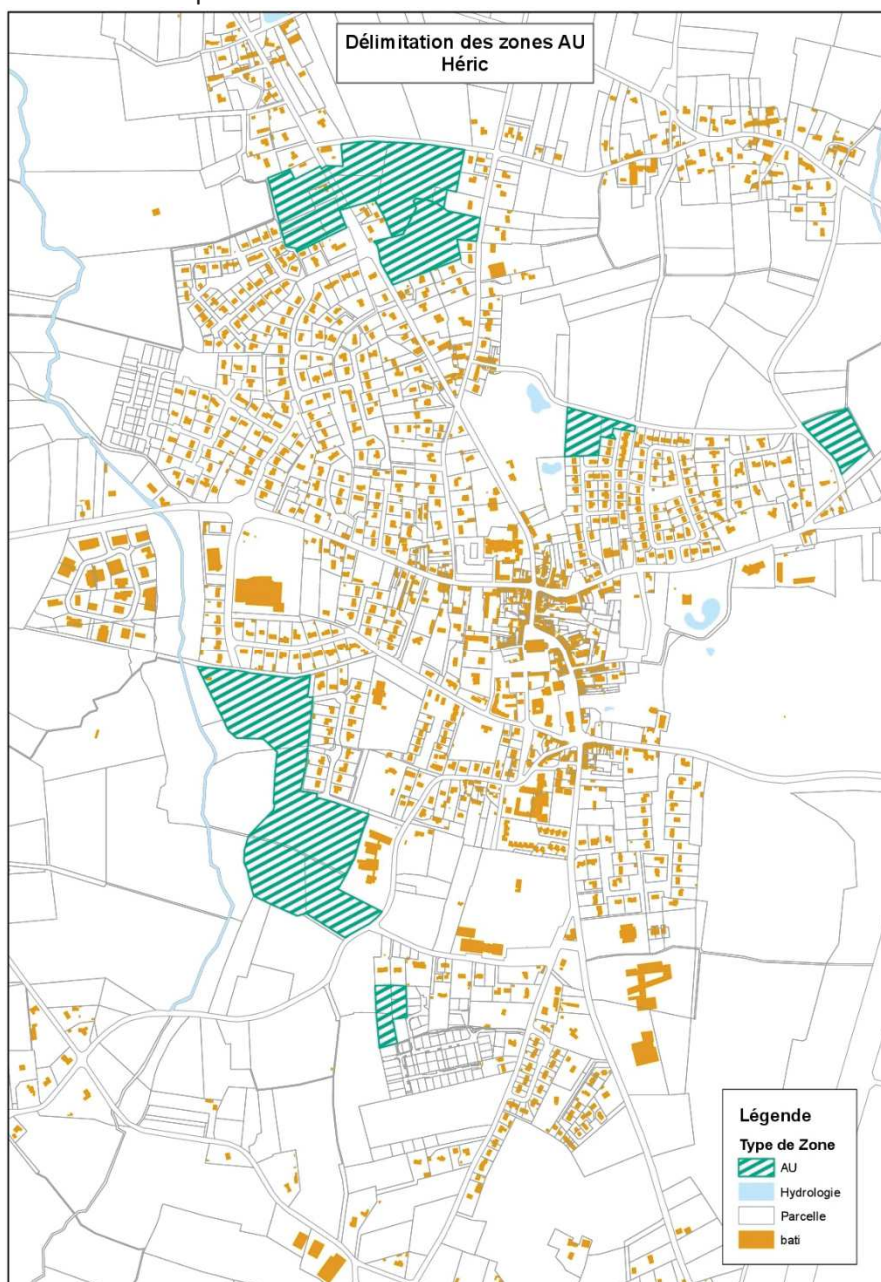 Délimitation des zones AU
Héric
Légende
Type de Zone
AU
Hydrologie
Parcelle
bati